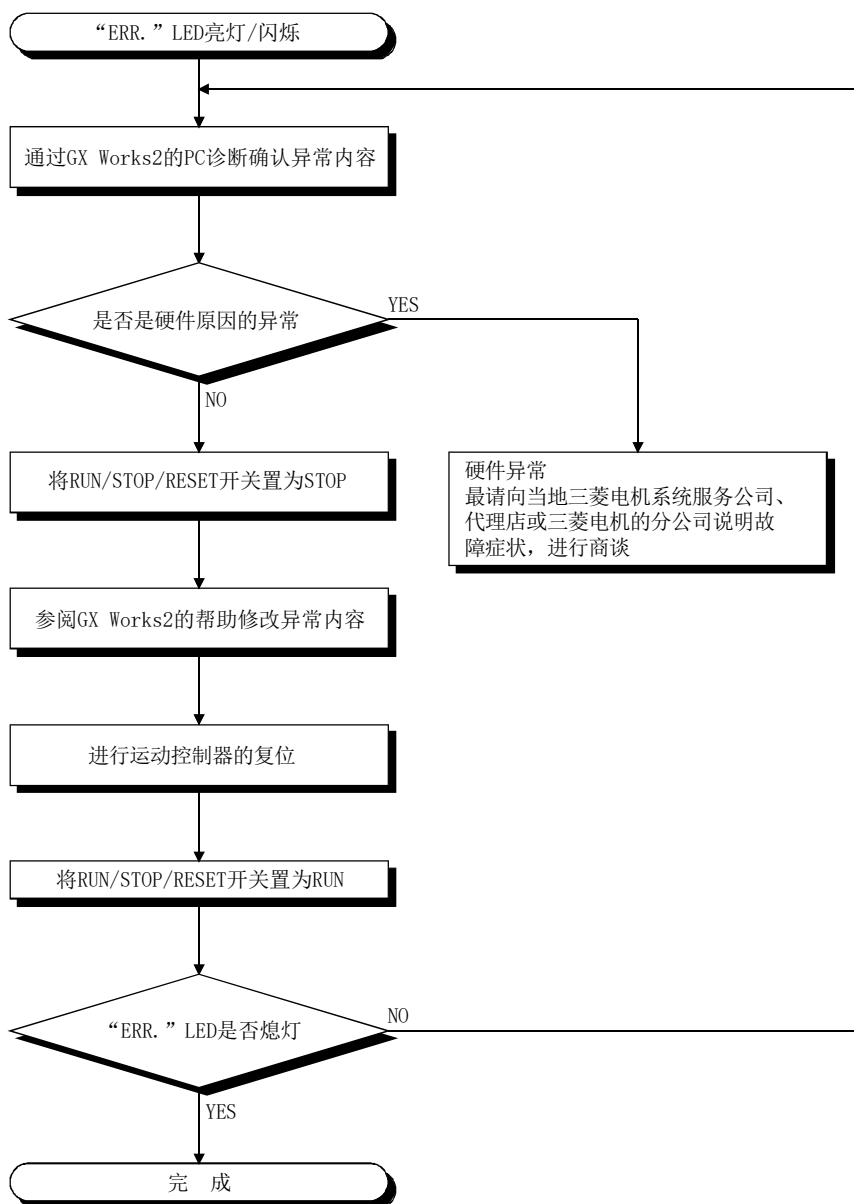 “ERR.”LED亮灯/闪烁
通过GX Works2的PC诊断确认异常内容
是否是硬件原因的异常
YES
NO
将RUN/STOP/RESET开关置为STOP
硬件异常
最请向当地三菱电机系统服务公司、
代理店或三菱电机的分公司说明故
障症状，进行商谈
参阅GX Works2的帮助修改异常内容
进行运动控制器的复位
将RUN/STOP/RESET开关置为RUN
“ERR.”LED是否熄灯
NO
YES
完 成